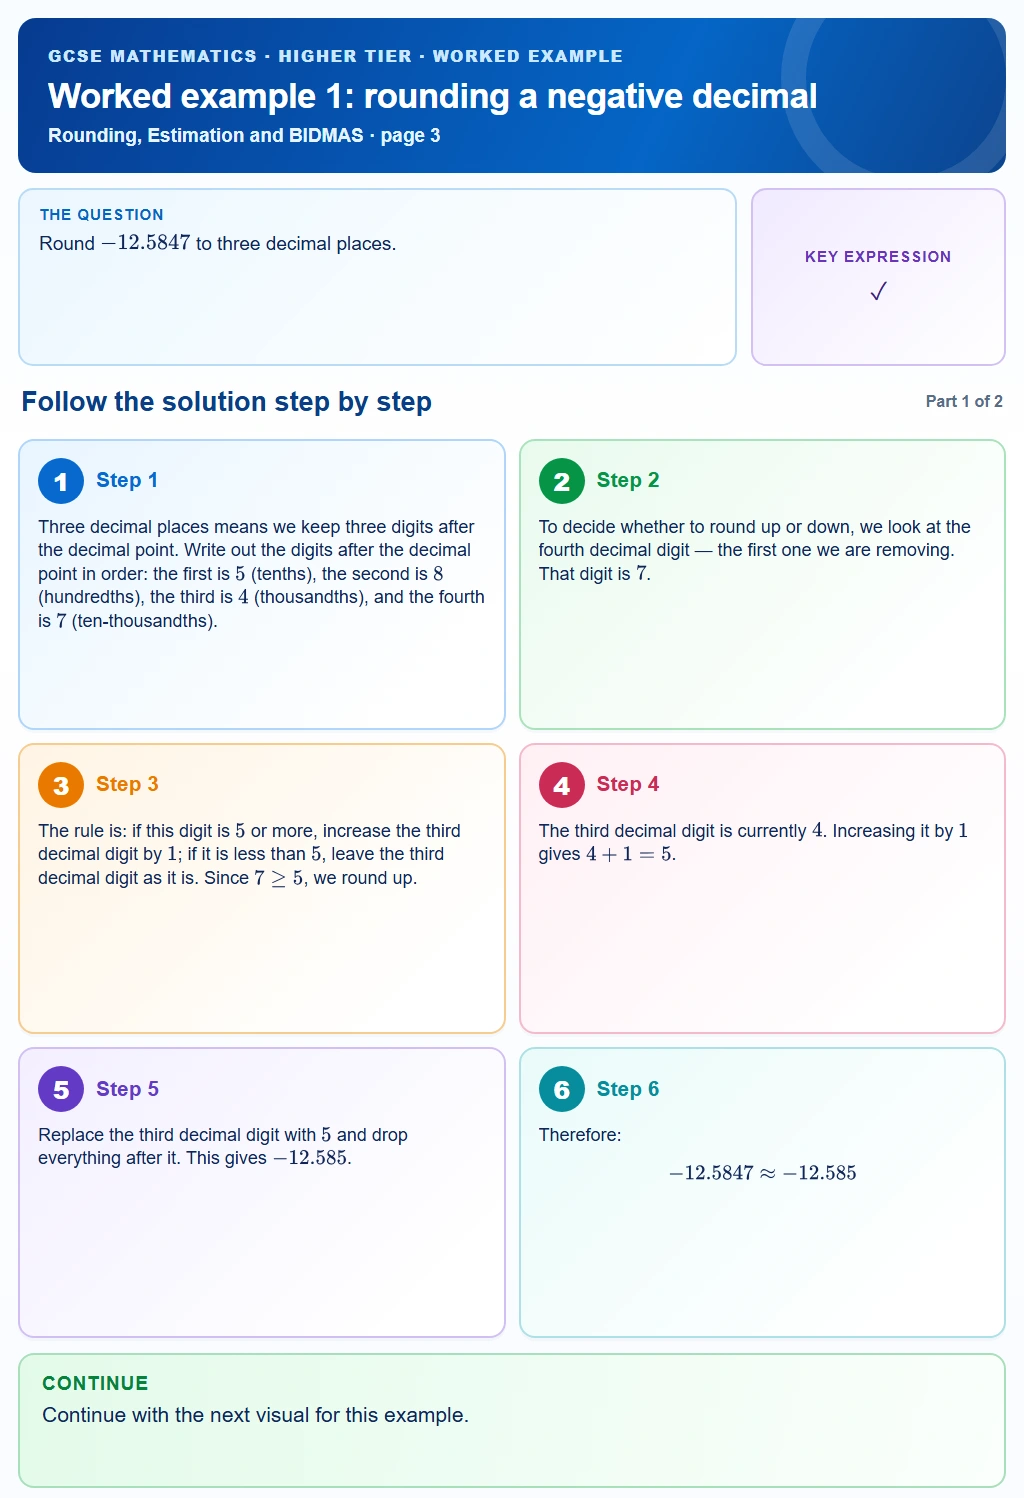 GCSE MATHEMATICS · HIGHER TIER · WORKED EXAMPLE
Worked example 1: rounding a negative decimal
Rounding, Estimation and BIDMAS · page 3
THE QUESTION
Round −12.5847 to three decimal places.
KEY EXPRESSION
✓
Follow the solution step by step
Part 1 of 2
1 Step 1
Three decimal places means we keep three digits after
the decimal point. Write out the digits after the decimal
point in order: the first is 5 (tenths), the second is 8
(hundredths), the third is 4 (thousandths), and the fourth
is 7 (ten-thousandths).
2 Step 2
To decide whether to round up or down, we look at the
fourth decimal digit — the first one we are removing.
That digit is 7.
3 Step 3
The rule is: if this digit is 5 or more, increase the third
decimal digit by 1; if it is less than 5, leave the third
decimal digit as it is. Since 7 ≥ 5, we round up.
4 Step 4
The third decimal digit is currently 4. Increasing it by 1
gives 4 + 1 = 5.
5 Step 5
Replace the third decimal digit with 5 and drop
everything after it. This gives −12.585.
6 Step 6
Therefore:
−12.5847 ≈ −12.585
CONTINUE
Continue with the next visual for this example.